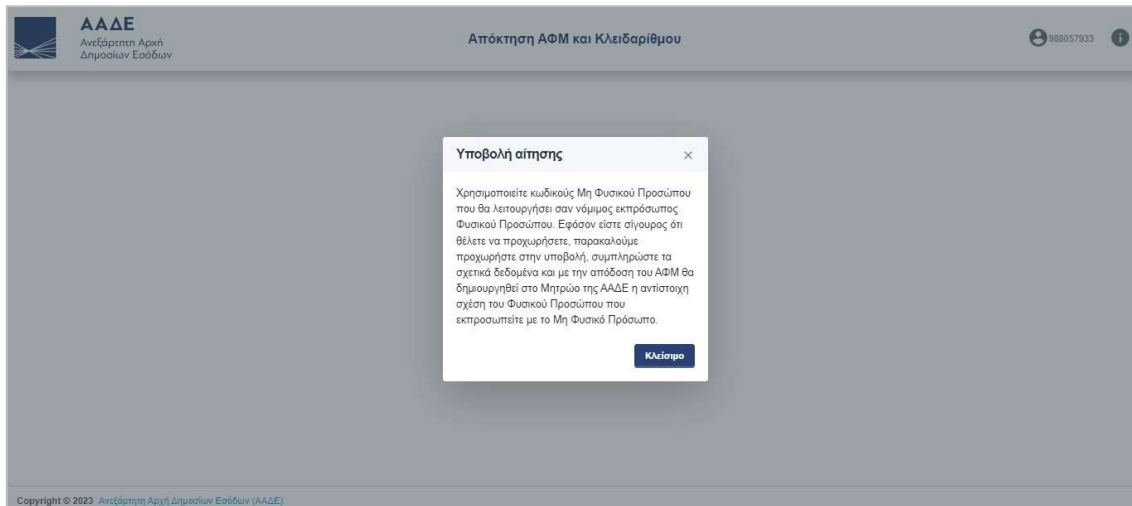 ΑΑΔΕ
Ανεξάρτητη Αρχή
Δημοσίων Εσόδων
Απόκτηση ΑΦΜ και Κλειδαρίθμου
988057933
Υποβολή αίτησης
Χρησιμοποιείτε κωδικούς Μη Φυσικού Προσώπου
που θα λειτουργήσει σαν νόμιμος εκπρόσωπος
Φυσικού Προσώπου. Εφόσον είστε σίγουρος ότι
θέλετε να προχωρήσετε, παρακαλούμε
προχωρήστε στην υποβολή, συμπληρώστε τα
σχετικά δεδομένα και με την απόδοση του ΑΦΜ θα
δημιουργηθεί στο Μητρώο της ΑΑΔΕ η αντίστοιχη
σχέση του Φυσικού Προσώπου που
εκπροσωπείτε με το Μη Φυσικό Πρόσωπο.
Κλείσιμο
Copyright © 2023 Ανεξάρτητη Αρχή Δημοσίων Εσόδων (ΑΑΔΕ)